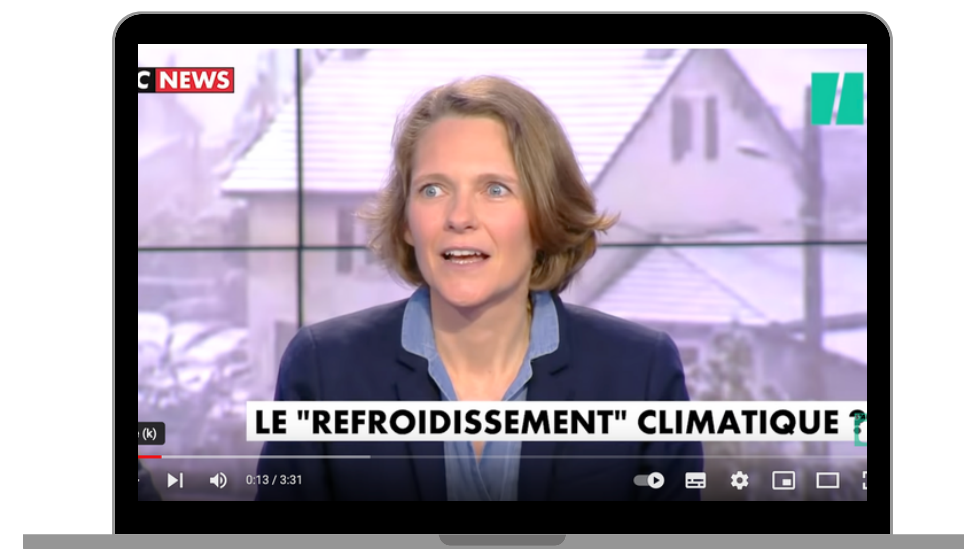 C NEWS
LE "REFROIDISSEMENT" CLIMATIQUE ?
(k)
0:13 / 3:31